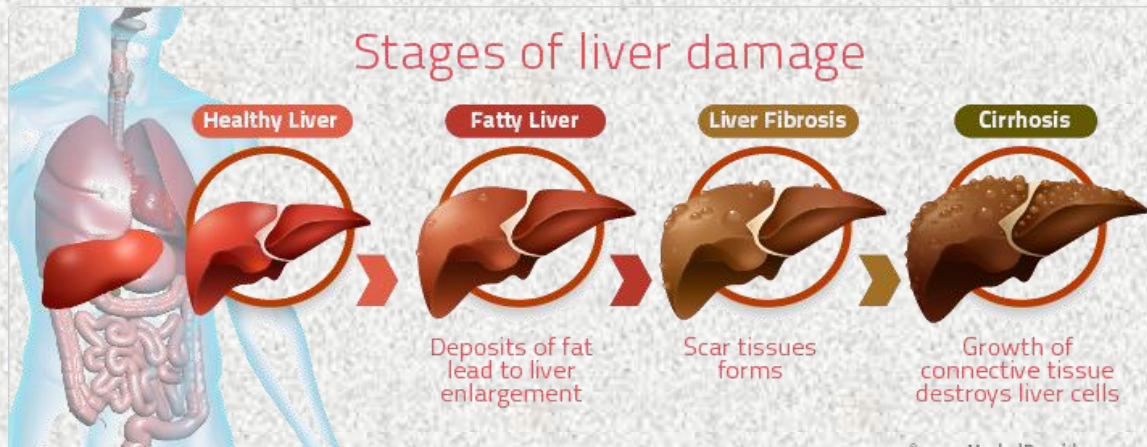 Stages of liver damage
Healthy Liver
Fatty Liver
Liver Fibrosis
Cirrhosis
Deposits of fat
lead to liver
enlargement
Scar tissues
forms
Growth of
connective tissue
destroys liver cells